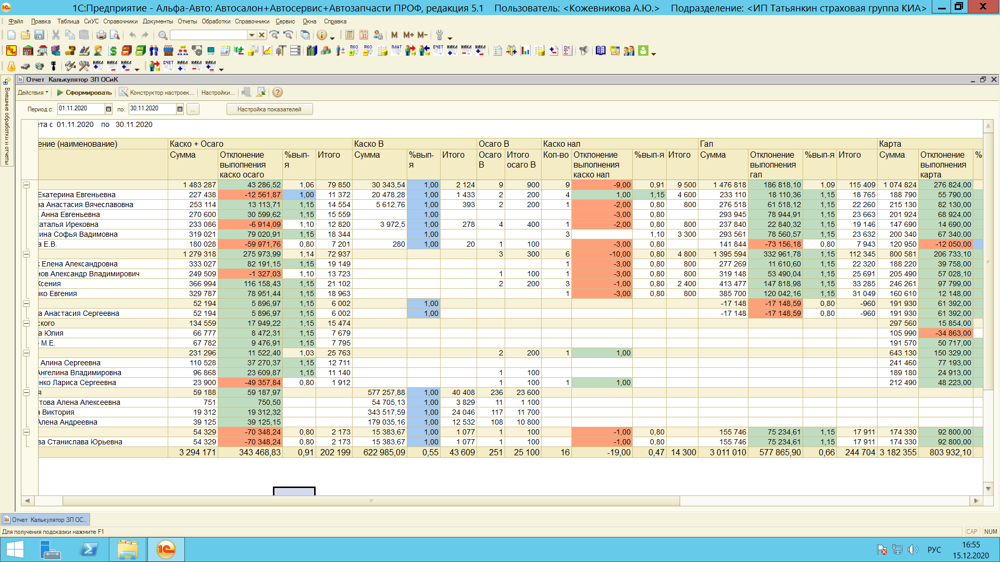 1С:Предприятие - Альфа-Авто: Автосалон+Автосервис+Автозапчасти ПРОФ, редакция 5.1 Пользователь: <Кожевникова А.Ю.> Подразделение: <ИП Татьянкин страховая группа КИА>
Файл Правка Таблица СиУС Справочники Документы Отчеты Обработки Справочники Сервис Окна Справка
M M+ M-
Внешние обработки и отчеты
Отчет Калькулятор ЗП ОСиК
Действия Сформировать Конструктор настроек... Настройки...
Период с: 01.11.2020 по: 30.11.2020 ... Настройка показателей
ета с 01.11.2020 по 30.11.2020
ение (наименование) Каско + Осаго Каско В Осаго В Каско нал Гап Карта
Сумма Отклонение выполнения каско осаго %вып-я Итого Сумма %вып-я Итого Осаго В Итого осаго В Кол-во Отклонение выполнения каско нал %вып-я Итого Сумма Отклонение выполнения гап %вып-я Итого Сумма Отклонение выполнения карта %
1 483 287 43 286,52 1,06 79 850 30 343,54 1,00 2 124 9 900 9 -9,00 0,91 9 500 1 476 818 186 818,10 1,09 115 409 1 074 824 276 824,00
Екатерина Евгеньевна 227 438 -12 561,87 1,00 11 372 20 478,28 1,00 1 433 2 200 4 1,00 1,15 4 600 233 110 18 110,36 1,15 18 765 188 790 55 790,00
на Анастасия Вячеславовна 253 114 13 113,71 1,15 14 554 5 612,76 1,00 393 2 200 1 -2,00 0,80 800 276 518 61 518,12 1,15 22 260 215 130 82 130,00
Анна Евгеньевна 270 600 30 599,62 1,15 15 559 1,00 -3,00 0,80 293 945 78 944,91 1,15 23 663 201 924 68 924,00
аталья Ирековна 233 086 -6 914,09 1,10 12 820 3 972,5 1,00 278 4 400 1 -2,00 0,80 800 237 840 22 840,32 1,15 19 146 147 690 14 690,00
ина Софья Вадимовна 319 021 79 020,91 1,15 18 344 1,00 3 1,10 3 300 293 561 78 560,57 1,15 23 632 200 340 67 340,00
а Е.В. 180 028 -59 971,76 0,80 7 201 280 1,00 20 1 100 -3,00 0,80 141 844 -73 156,18 0,80 7 943 120 950 -12 050,00
1 279 318 275 973,99 1,14 72 937 3 300 6 -10,00 0,80 4 800 1 395 594 332 961,78 1,15 112 345 800 581 206 733,10
к Елена Александровна 333 027 82 191,15 1,15 19 149 1 -3,00 0,80 800 277 269 11 610,60 1,15 22 320 188 220 39 758,00
нов Александр Владимирович 249 509 -1 327,03 1,10 13 723 1 100 1 -3,00 0,80 800 319 148 53 490,04 1,15 25 691 205 490 57 028,10
Ксения 366 994 116 158,43 1,15 21 102 2 200 3 -1,00 0,80 2 400 413 477 147 818,98 1,15 33 285 246 261 97 799,00
нко Евгения 329 787 78 951,44 1,15 18 963 1 -3,00 0,80 800 385 700 120 042,16 1,15 31 049 160 610 12 148,00
52 194 5 896,97 1,15 6 002 1,00 -17 148 -17 148,59 0,80 -960 191 930 61 392,00
а Анастасия Сергеевна 52 194 5 896,97 1,15 6 002 1,00 -17 148 -17 148,59 0,80 -960 191 930 61 392,00
ского 134 559 17 949,22 1,15 15 474 297 560 15 854,00
а Юлия 66 777 8 472,31 1,15 7 679 105 990 -34 863,00
М.Е. 67 782 9 476,91 1,15 7 795 191 570 50 717,00
231 296 11 522,40 1,03 25 763 2 200 1 1,00 643 130 150 329,00
Алина Сергеевна 110 528 37 270,37 1,15 12 711 241 460 77 193,00
Ангелина Владимировна 96 868 23 609,87 1,15 11 140 1 100 189 180 24 913,00
нко Лариса Сергеевна 23 900 -49 357,84 0,80 1 912 1 100 1 1,00 212 490 48 223,00
я 59 188 59 187,97 577 257,88 1,00 40 408 236 23 600
това Алена Алексеевна 751 750,50 54 705,13 1,00 3 829 11 1 100
а Виктория 19 312 19 312,32 343 517,59 1,00 24 046 117 11 700
Алена Андреевна 39 125 39 125,15 179 035,16 1,00 12 532 108 10 800
54 329 -70 348,24 0,80 2 173 15 383,67 1,00 1 077 1 100 -1,00 0,80 155 746 75 234,61 1,15 17 911 174 330 92 800,00
ва Станислава Юрьевна 54 329 -70 348,24 0,80 2 173 15 383,67 1,00 1 077 1 100 -1,00 0,80 155 746 75 234,61 1,15 17 911 174 330 92 800,00
3 294 171 343 468,83 0,91 202 199 622 985,09 0,55 43 609 251 25 100 16 -19,00 0,47 14 300 3 011 010 577 865,90 0,66 244 704 3 182 355 803 932,10
Отчет Калькулятор ЗП ОС...
Для получения подсказки нажмите F1 CAP NUM
РУС 16:55
15.12.2020